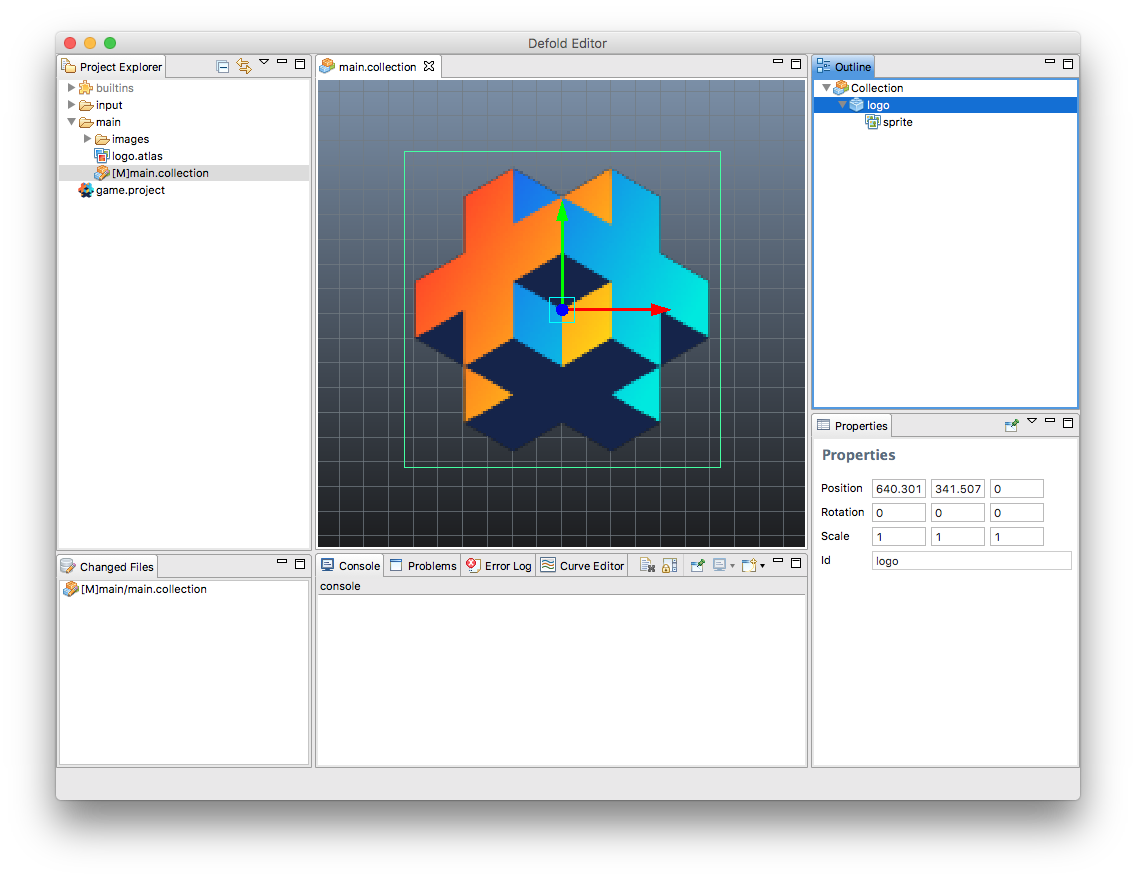 Defold Editor
Project Explorer
builtins
input
main
images
logo.atlas
[M]main.collection
game.project
main.collection
Outline
Collection
logo
sprite
Properties
Properties
Position 640.301 341.507 0
Rotation 0 0 0
Scale 1 1 1
Id logo
Changed Files
[M]main/main.collection
Console Problems Error Log Curve Editor
console